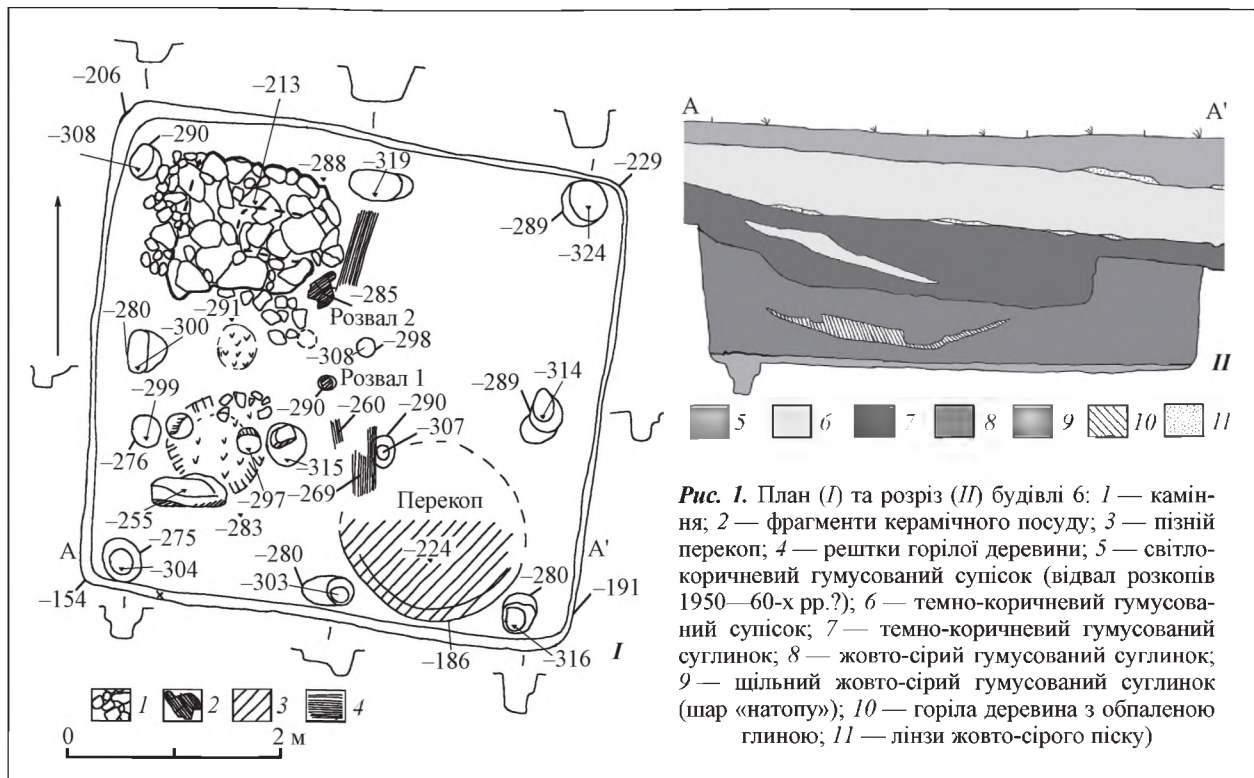 –206
–213
–308
–290
–288
–319
–229
–289
–324
–285
–291
Розвал 2
–280
–300
–308
–298
Розвал 1
–299
–290
–260
–290
–289
–314
–307
–276
–315
–297
–269
Перекоп
–255
–283
–224
А
–275
–304
–280
–303
А'
–280
–191
–154
–186
–316
I
1
2
3
4
0
2 м
А
А'
II
5
6
7
8
9
10
11
Рис. 1. План (I) та розріз (II) будівлі 6: 1 — камін-
ня; 2 — фрагменти керамічного посуду; 3 — пізній
перекоп; 4 — рештки горілої деревини; 5 — світло-
коричневий гумусований супісок (відвал розкопів
1950—60-х рр.?); 6 — темно-коричневий гумусова-
ний супісок; 7 — темно-коричневий гумусований
суглинок; 8 — жовто-сірий гумусований суглинок;
9 — щільний жовто-сірий гумусований суглинок
(шар «натопу»); 10 — горіла деревина з обпаленою
глиною; 11 — лінзи жовто-сірого піску)